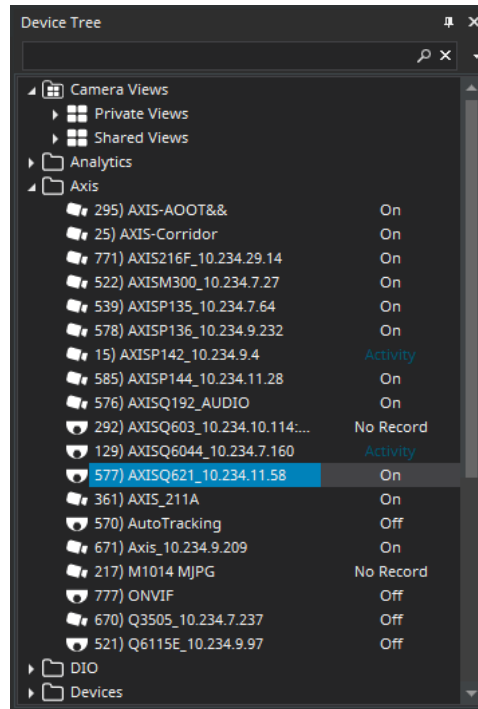 Device Tree
Camera Views
Private Views
Shared Views
Analytics
Axis
295) AXIS-AOOT&& On
25) AXIS-Corridor On
771) AXIS216F_10.234.29.14 On
522) AXISM300_10.234.7.27 On
539) AXISP135_10.234.7.64 On
578) AXISP136_10.234.9.232 On
15) AXISP142_10.234.9.4 Activity
585) AXISP144_10.234.11.28 On
576) AXISQ192_AUDIO On
292) AXISQ603_10.234.10.114:... No Record
129) AXISQ6044_10.234.7.160 Activity
577) AXISQ621_10.234.11.58 On
361) AXIS_211A On
570) AutoTracking Off
671) Axis_10.234.9.209 On
217) M1014 MJPG No Record
777) ONVIF Off
670) Q3505_10.234.7.237 Off
521) Q6115E_10.234.9.97 Off
DIO
Devices